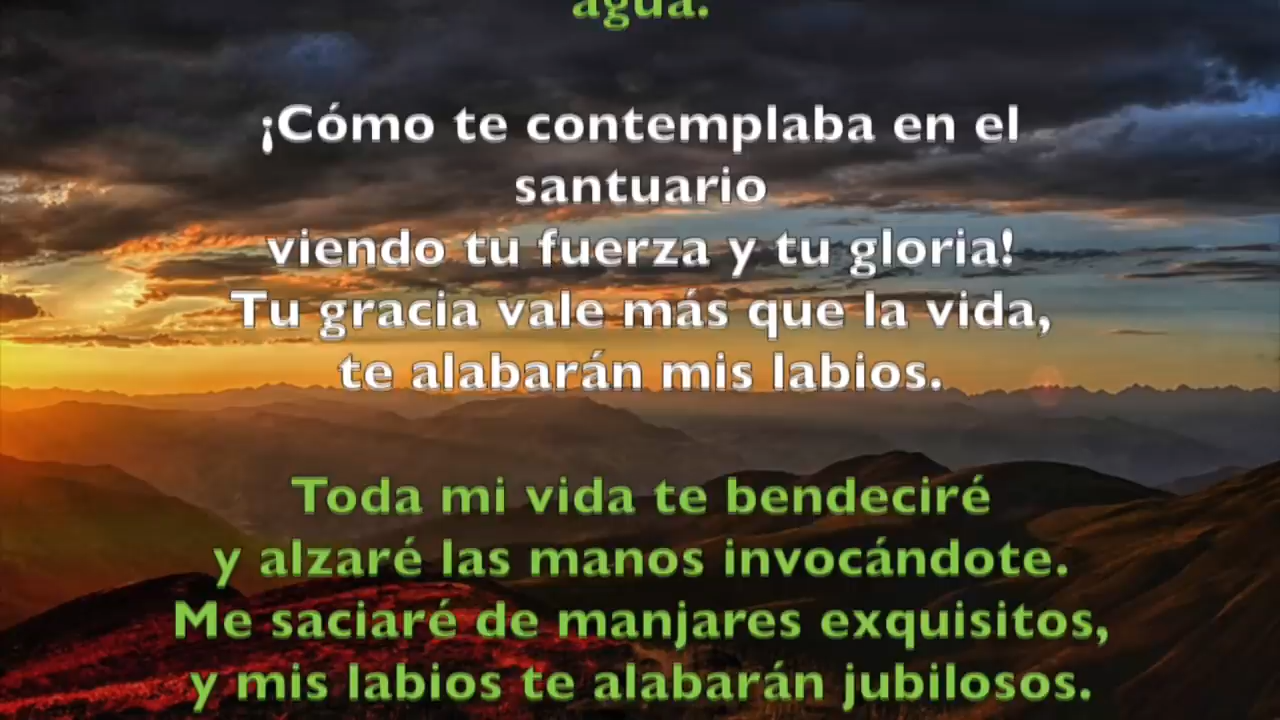 agua.
¡Cómo te contemplaba en el
santuario
viendo tu fuerza y tu gloria!
Tu gracia vale más que la vida,
te alabarán mis labios.
Toda mi vida te bendeciré
y alzaré las manos invocándote.
Me saciaré de manjares exquisitos,
y mis labios te alabarán jubilosos.